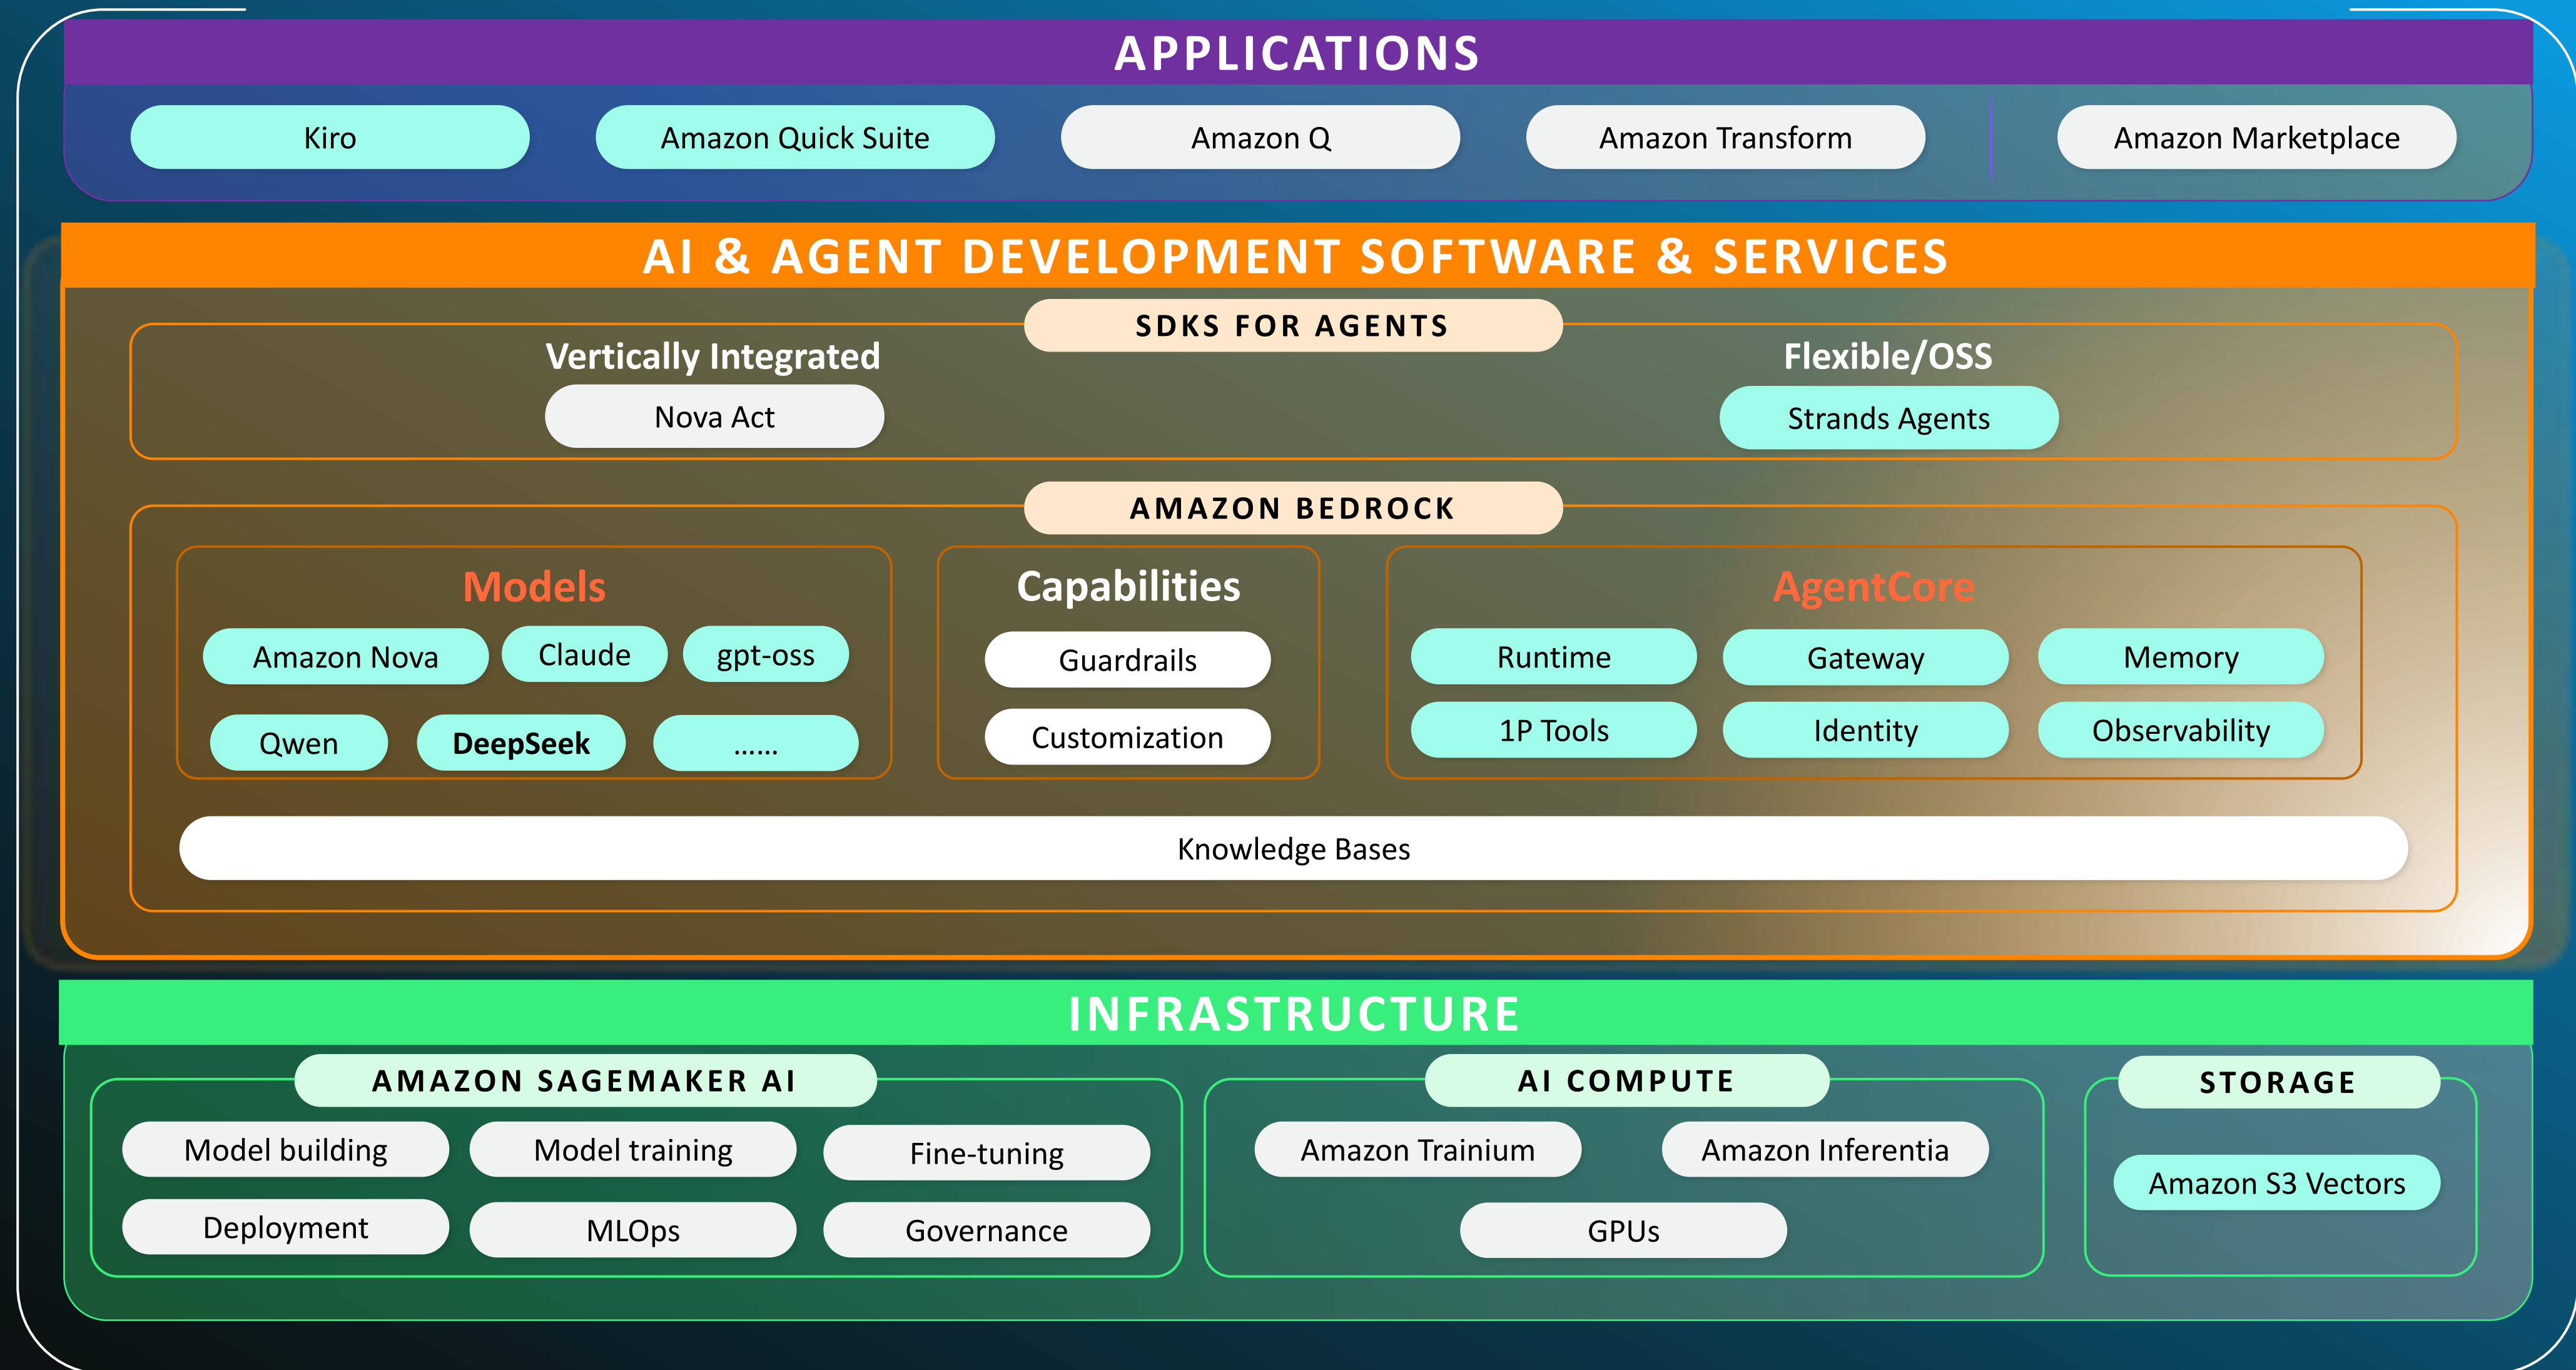 APPLICATIONS
Kiro
Amazon Quick Suite
Amazon Q
Amazon Transform
Amazon Marketplace
AI & AGENT DEVELOPMENT SOFTWARE & SERVICES
SDKS FOR AGENTS
Vertically Integrated
Nova Act
Flexible/OSS
Strands Agents
AMAZON BEDROCK
Models
Amazon Nova
Claude
gpt-oss
Qwen
DeepSeek
......
Capabilities
Guardrails
Customization
AgentCore
Runtime
Gateway
Memory
1P Tools
Identity
Observability
Knowledge Bases
INFRASTRUCTURE
AMAZON SAGEMAKER AI
Model building
Model training
Fine-tuning
Deployment
MLOps
Governance
AI COMPUTE
Amazon Trainium
Amazon Inferentia
GPUs
STORAGE
Amazon S3 Vectors